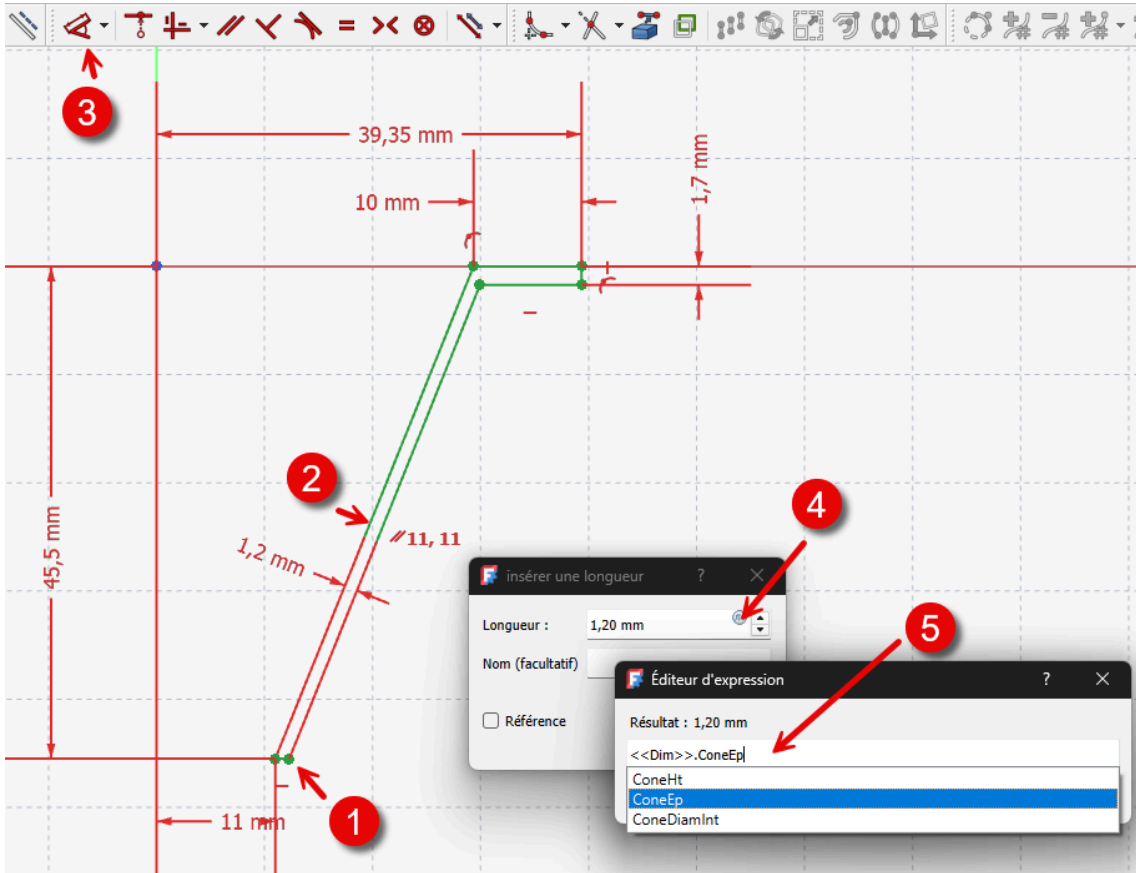 3
39,35 mm
10 mm
1,7 mm
2
45,5 mm
1,2 mm
11, 11
4
insérer une longueur ?
Longueur : 1,20 mm
5
Nom (facultatif)
Éditeur d'expression ?
Référence
Résultat : 1,20 mm
<<Dim>>.ConeEp
ConeHt
ConeEp
ConeDiamInt
1
11 mm